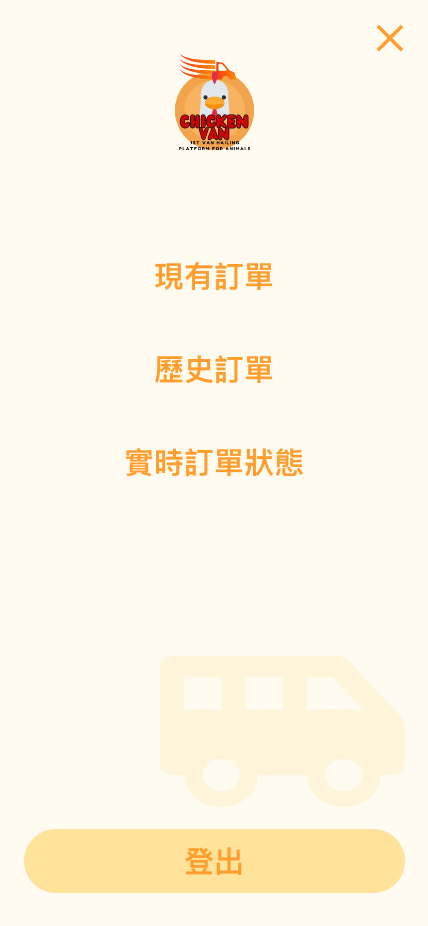 CHICKEN
VAN
1ST VAN HAILING
PLATFORM FOR ANIMALS
現有訂單
歷史訂單
實時訂單狀態
登出